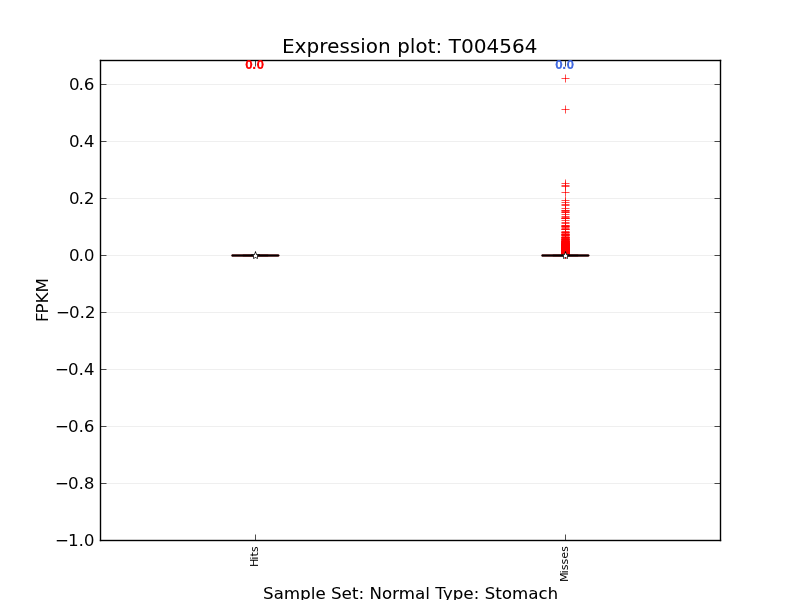 Expression plot: T004564
0.0
0.0
0.6
0.4
0.2
0.0
−0.2
−0.4
−0.6
−0.8
−1.0
FPKM
Hits
Misses
Sample Set: Normal Type: Stomach